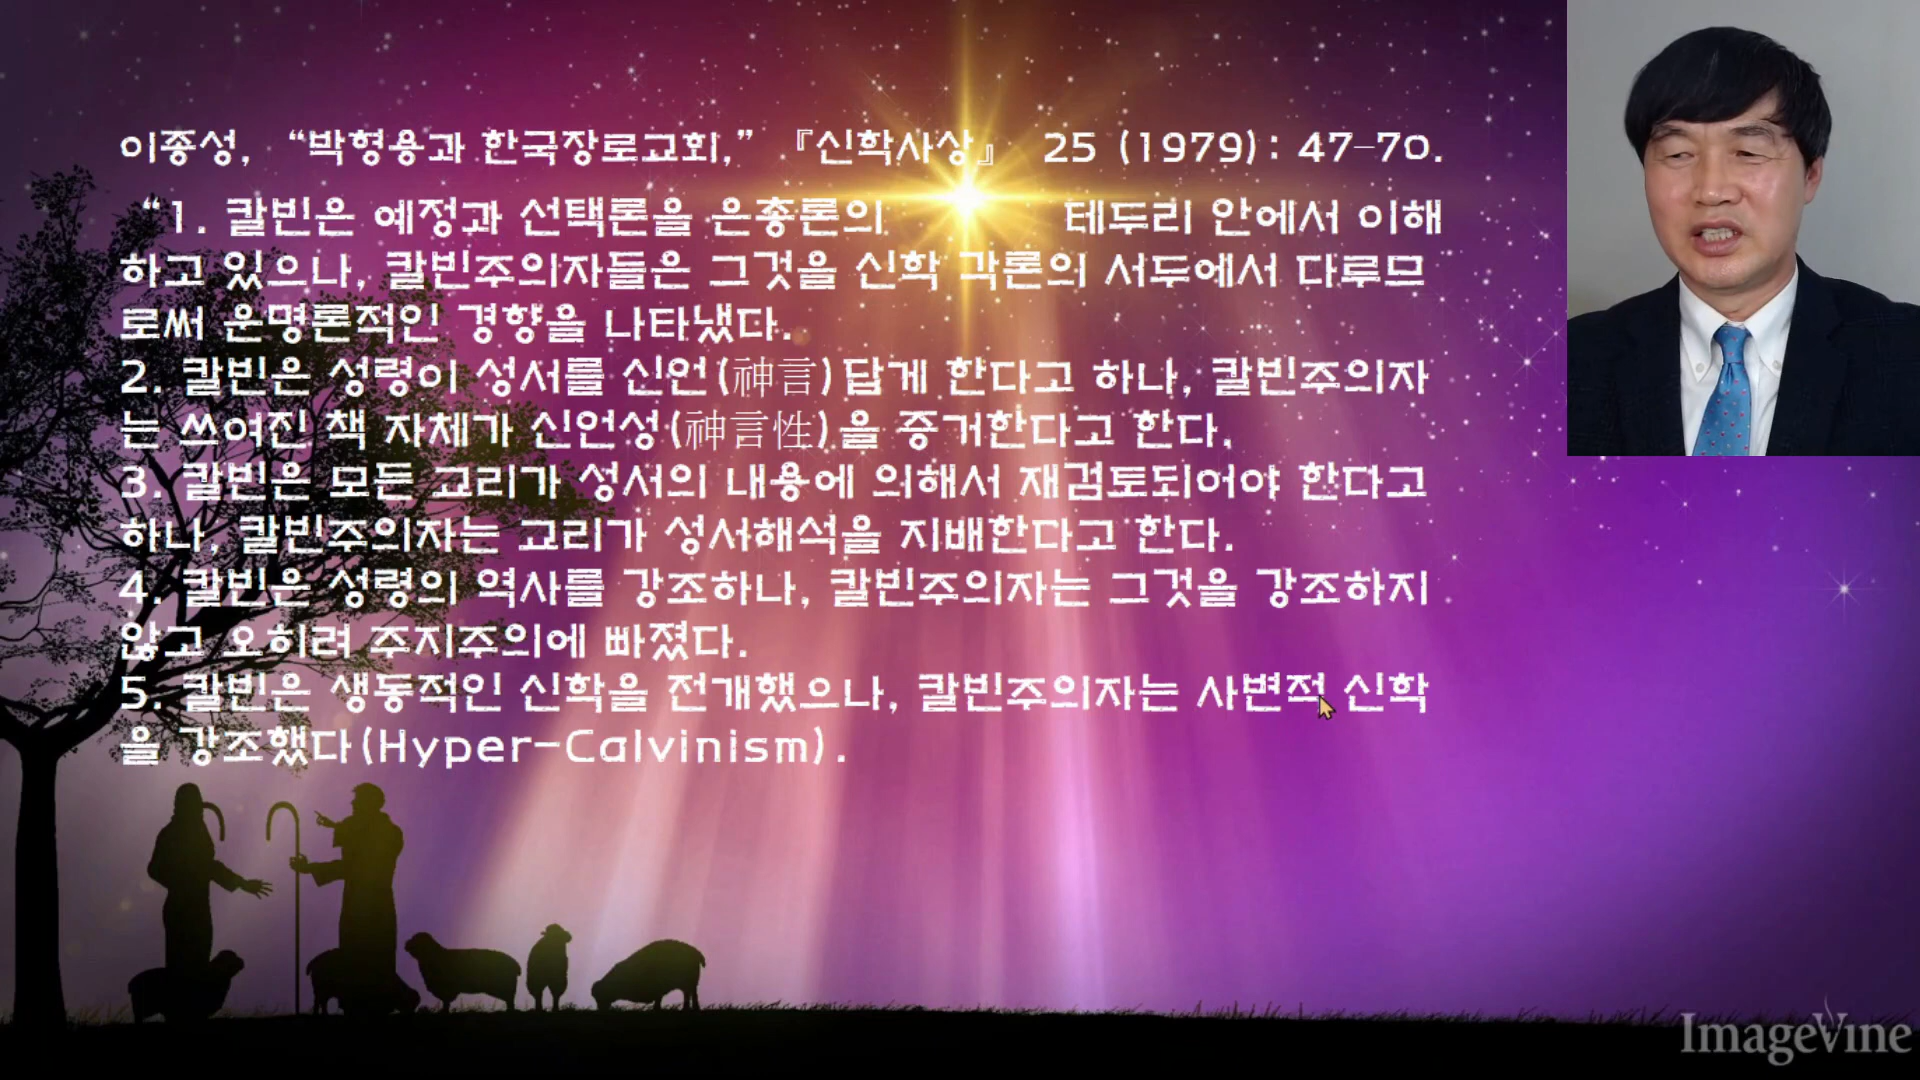 이종성, “박형용과 한국장로교회,” 『신학사상』 25 (1979): 47-70.
“1. 칼빈은 예정과 선택론을 은총론의 테두리 안에서 이해
하고 있으나, 칼빈주의자들은 그것을 신학 각론의 서두에서 다루므
로써 운명론적인 경향을 나타냈다.
2. 칼빈은 성령이 성서를 신언(神言)답게 한다고 하나, 칼빈주의자
는 쓰여진 책 자체가 신언성(神言性)을 증거한다고 한다.
3. 칼빈은 모든 교리가 성서의 내용에 의해서 재검토되어야 한다고
하나, 칼빈주의자는 교리가 성서해석을 지배한다고 한다.
4. 칼빈은 성령의 역사를 강조하나, 칼빈주의자는 그것을 강조하지
않고 오히려 주지주의에 빠졌다.
5. 칼빈은 생동적인 신학을 전개했으나, 칼빈주의자는 사변적 신학
을 강조했다(Hyper-Calvinism).
ImageVine